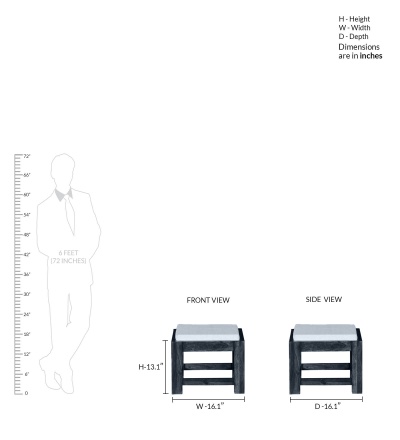 H - Height
W - Width
D - Depth
Dimensions
are in inches
72"
66"
60"
54"
48"
42"
36"
30"
24"
18"
12"
6"
0
6 FEET
(72 INCHES)
FRONT VIEW
SIDE VIEW
H-13.1"
W -16.1"
D -16.1"